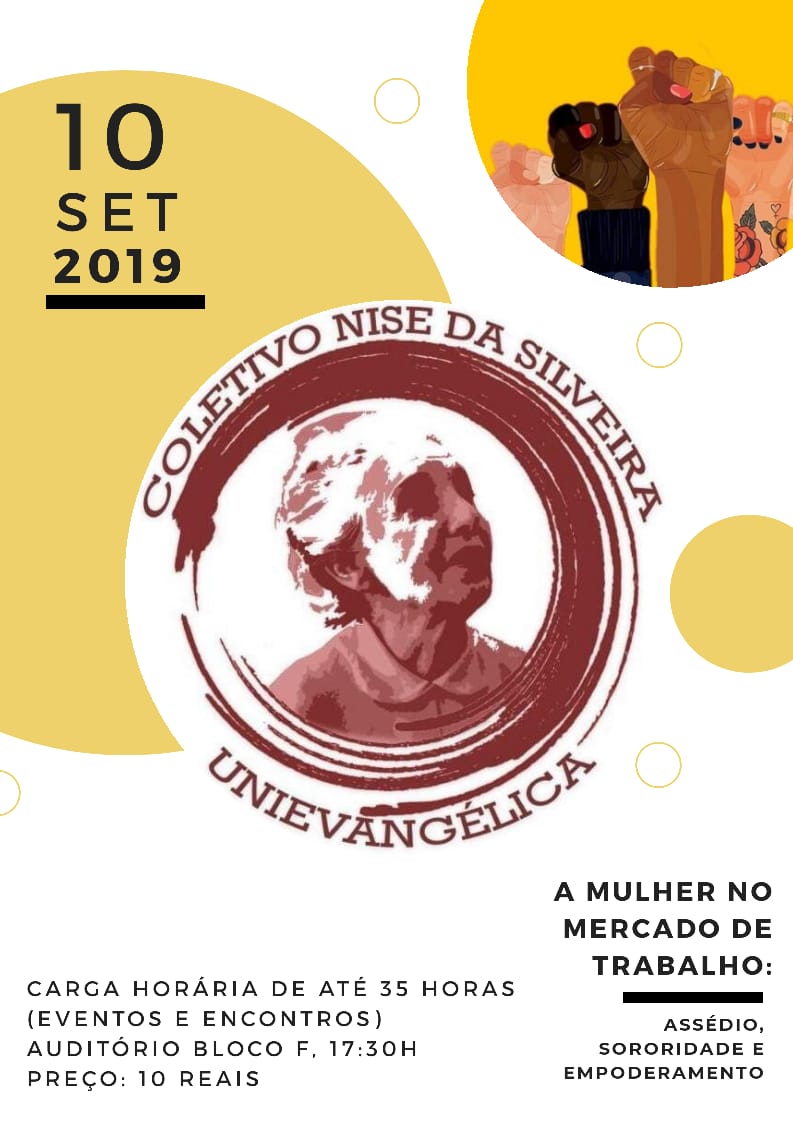 10
SET
2019
COLETIVO NISE DA SILVEIRA
UNIEVANGÉLICA
A MULHER NO
MERCADO DE
TRABALHO:
ASSÉDIO,
SORORIDADE E
EMPODERAMENTO
CARGA HORÁRIA DE ATÉ 35 HORAS
(EVENTOS E ENCONTROS)
AUDITÓRIO BLOCO F, 17:30H
PREÇO: 10 REAIS